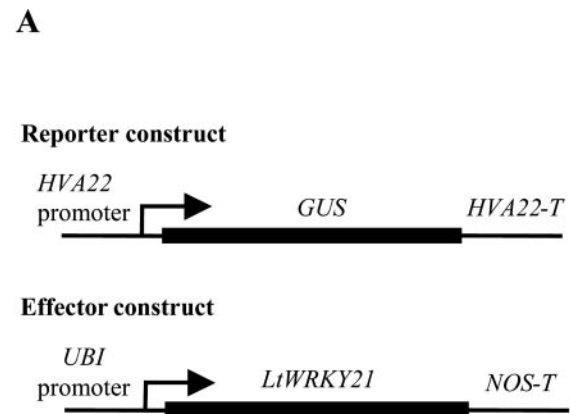 A
Reporter construct
HVA22
promoter
GUS
HVA22-T
Effector construct
UBI
promoter
LtWRKY21
NOS-T